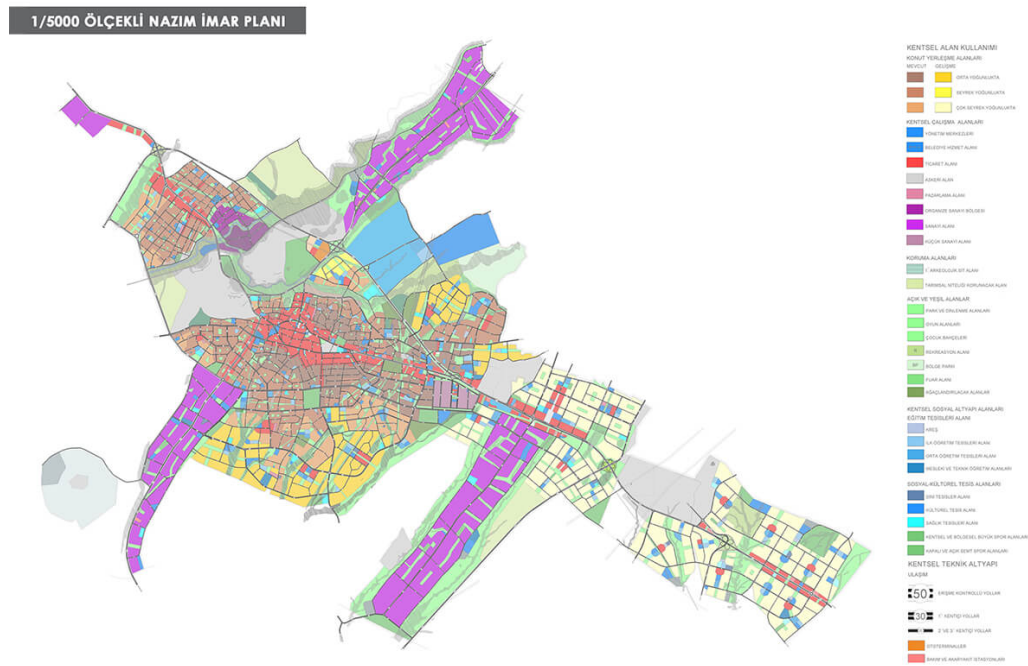 1/5000 ÖLÇEKLİ NAZIM İMAR PLANI
KENTSEL ALAN KULLANIMI
KONUT YERLEŞME ALANLARI
MEVCUT GELİŞME
ORTA YOĞUNLUKTA
SEYREK YOĞUNLUKTA
ÇOK SEYREK YOĞUNLUKTA
KENTSEL ÇALIŞMA ALANLARI
YÖNETİM MERKEZLERİ
BELEDİYE HİZMET ALANI
TİCARET ALANI
ASKERİ ALAN
PAZARLAMA ALANI
ORGANİZE SANAYİ BÖLGESİ
SANAYİ ALANI
KÜÇÜK SANAYİ ALANI
KORUMA ALANLARI
1. ARKEOLOJİK SİT ALANI
TARIMSAL NİTELİĞİ KORUNACAK ALAN
AÇIK VE YEŞİL ALANLAR
PARK VE DİNLENME ALANLARI
OYUN ALANLARI
ÇOCUK BAHÇELERİ
REKREASYON ALANI
BP BÖLGE PARKI
FUAR ALANI
AĞAÇLANDIRILACAK ALANLAR
KENTSEL SOSYAL ALTYAPI ALANLARI
EĞİTİM TESİSLERİ ALANI
KREŞ
İLK ÖĞRETİM TESİSLERİ ALANI
ORTA ÖĞRETİM TESİSLERİ ALANI
MESLEKİ VE TEKNİK ÖĞRETİM ALANLARI
SOSYAL-KÜLTÜREL TESİS ALANLARI
DİNİ TESİSLER ALANI
KÜLTÜREL TESİS ALANI
SAĞLIK TESİSLERİ ALANI
KENTSEL VE BÖLGESEL BÜYÜK SPOR ALANLARI
KAPALI VE AÇIK SEMT SPOR ALANLARI
KENTSEL TEKNİK ALTYAPI
ULAŞIM
50 ERİŞME KONTROLLÜ YOLLAR
30 1° KENTİÇİ YOLLAR
2° VE 3° KENTİÇİ YOLLAR
OTOTERMİNALLER
BAKIM VE AKARYAKIT İSTASYONLARI